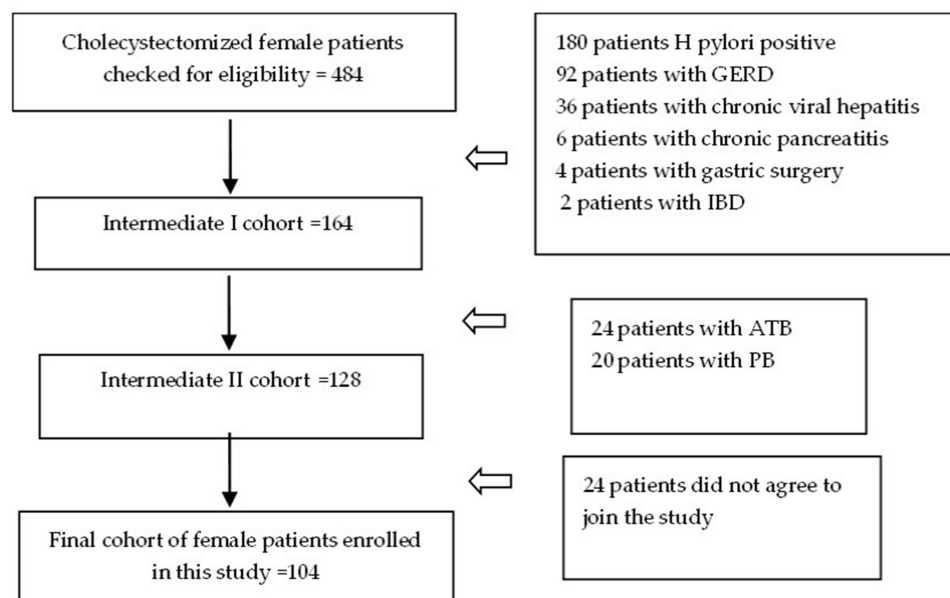 Cholecystectomized female patients
checked for eligibility = 484
180 patients H pylori positive
92 patients with GERD
36 patients with chronic viral hepatitis
6 patients with chronic pancreatitis
4 patients with gastric surgery
2 patients with IBD
Intermediate I cohort =164
24 patients with ATB
20 patients with PB
Intermediate II cohort =128
24 patients did not agree to
join the study
Final cohort of female patients enrolled
in this study =104